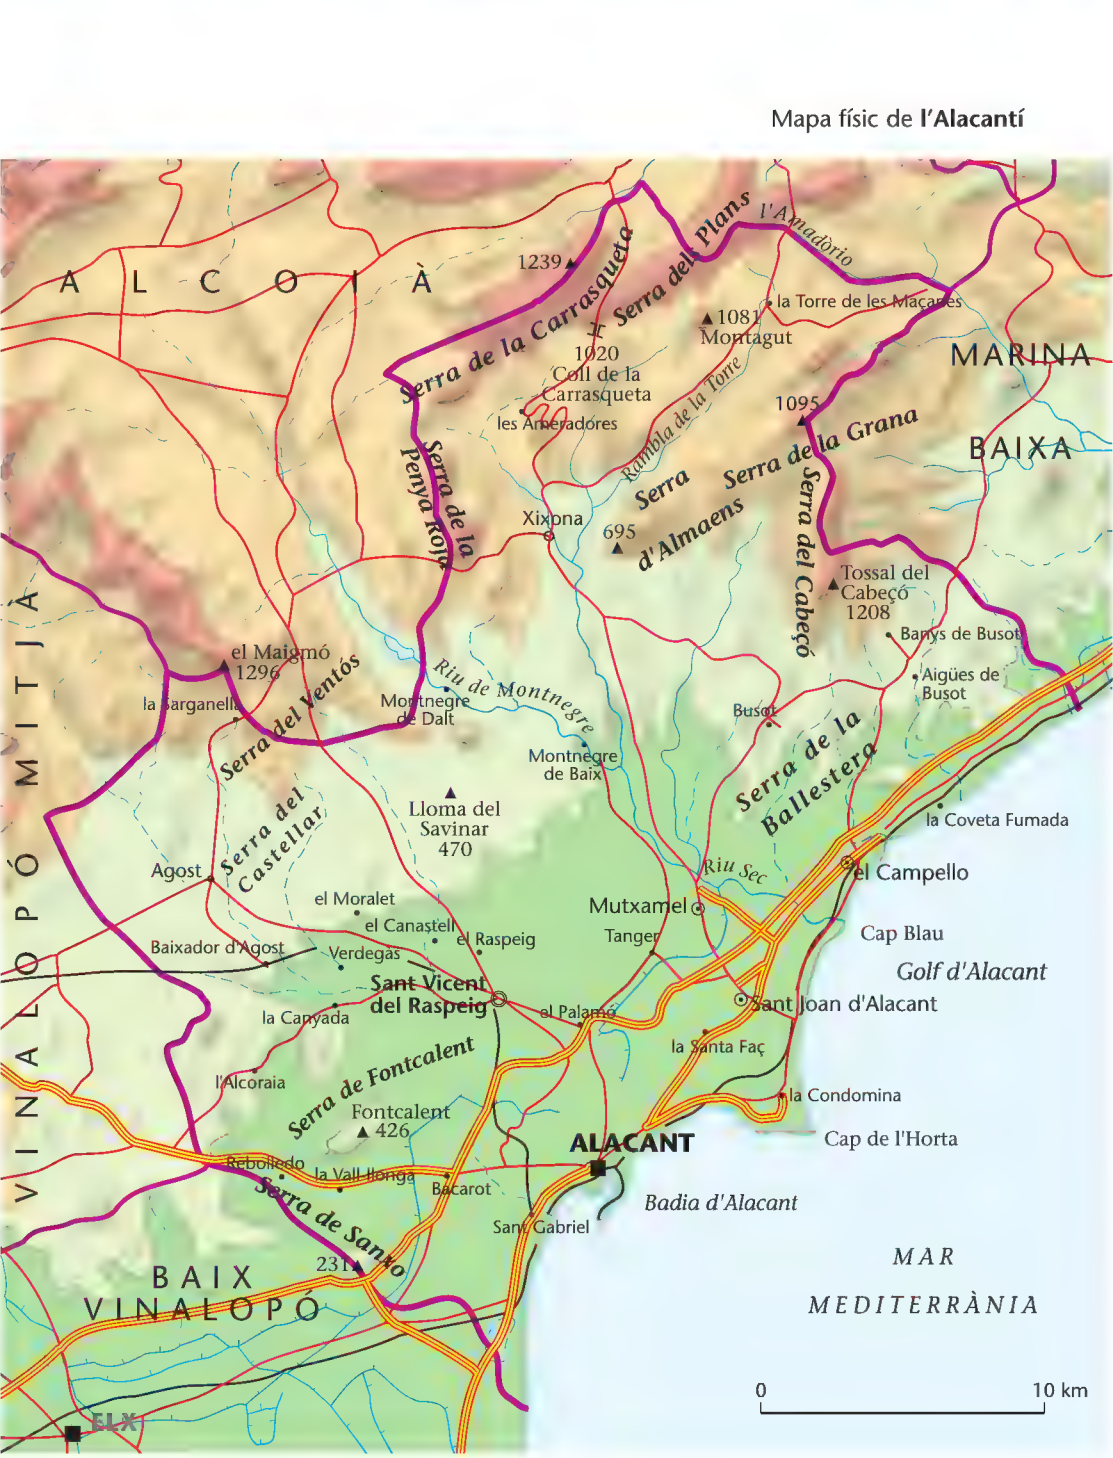 Mapa físic de l'Alacantí
l'Amadòrio
1239
ALCOIÀ
Serra de la Carrasqueta
Serra dels Plans
la Torre de les Maçanes
1081
Montagut
1020
Coll de la
Carrasqueta
MARINA
BAIXA
les Ameradores
Rambla de la Torre
1095
Serra de la Grana
Serra de la
Penya Roja
Serra
d'Almaens
Serra del Cabeçó
Xixona
695
Tossal del
Cabeçó
1208
Banys de Busot
Aigües de
Busot
VINALOPÓ MITJÀ
el Maigmó
1296
la Sarganella
Serra del Ventós
Montnegre
de Dalt
Riu de Montnegre
Montnegre
de Baix
Busot
Serra de la
Ballestera
Lloma del
Savinar
470
Serra del
Castellar
la Coveta Fumada
Agost
Riu Sec
el Campello
el Moralet
Mutxamel
el Canastell
el Raspeig
Tanger
Cap Blau
Baixador d'Agost
Verdegàs
Golf d'Alacant
Sant Vicent
del Raspeig
Sant Joan d'Alacant
la Canyada
el Palamó
la Santa Faç
l'Alcoraia
Serra de Fontcalent
la Condomina
Fontcalent
426
ALACANT
Cap de l'Horta
Rebolledo
la Vall-llonga
Bacarot
Badia d'Alacant
Serra de Sanxo
Sant Gabriel
231
MAR
MEDITERRÀNIA
BAIX
VINALOPÓ
0
10 km
ELX